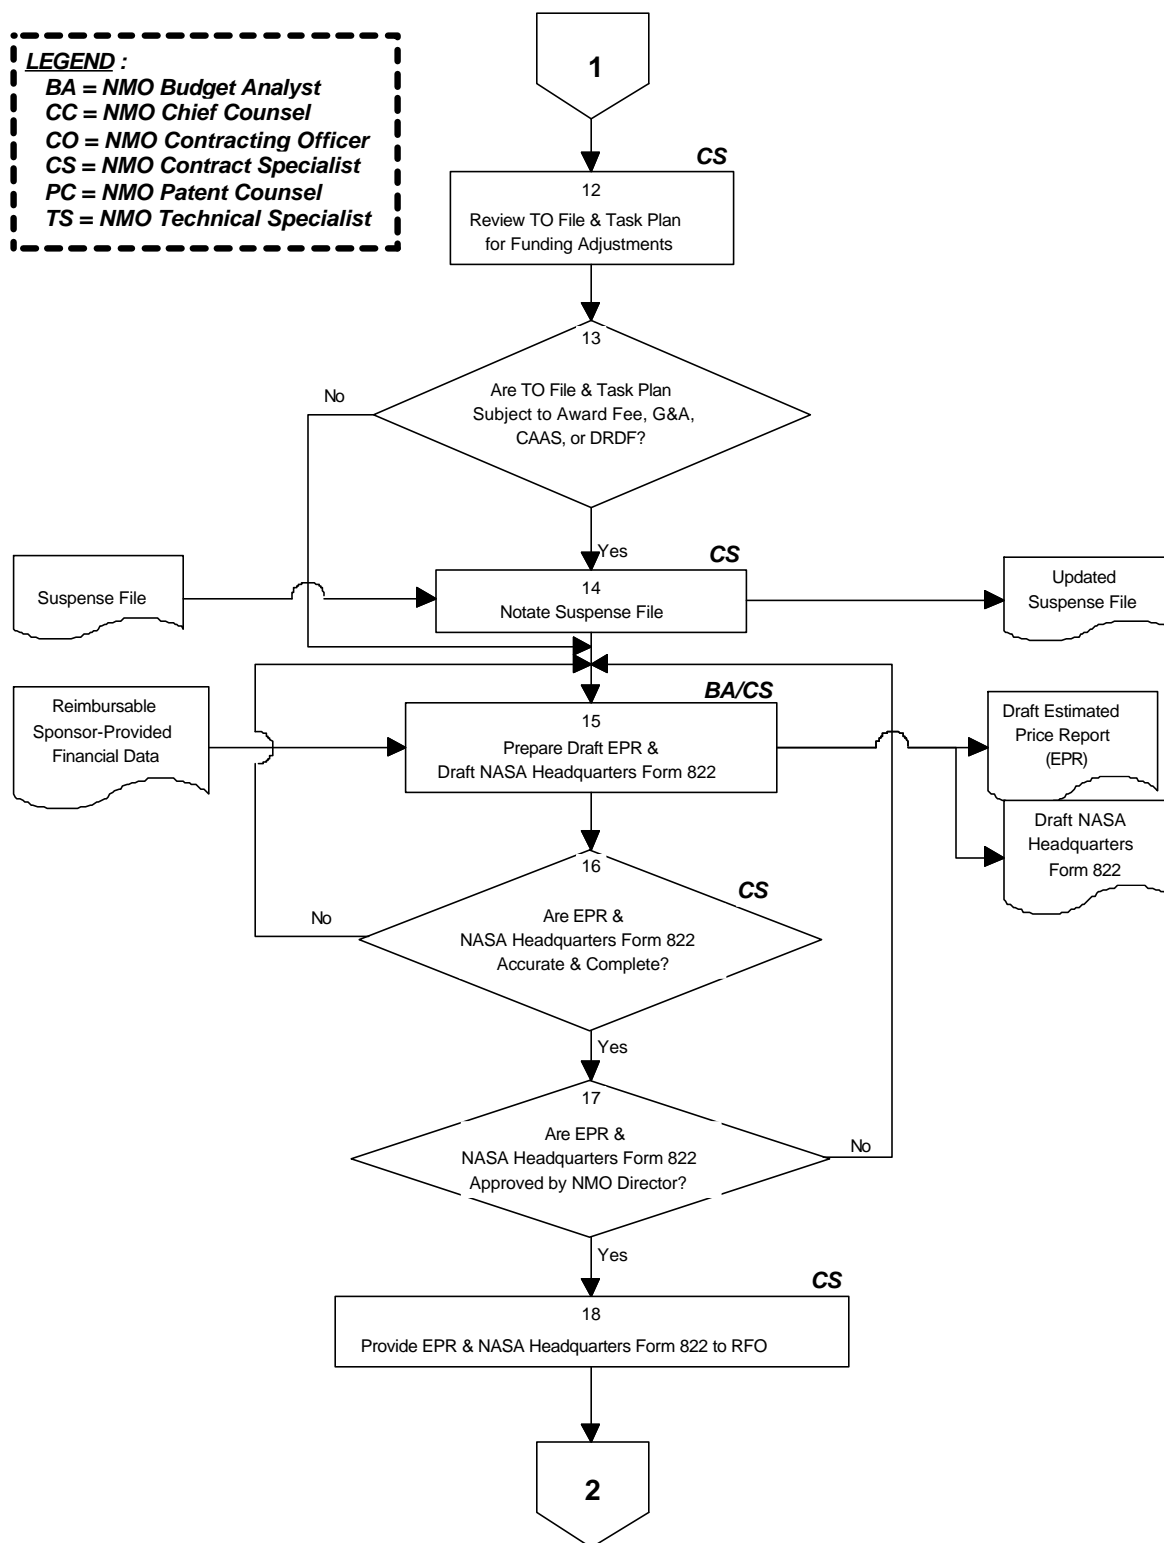 LEGEND :
BA = NMO Budget Analyst
CC = NMO Chief Counsel
CO = NMO Contracting Officer
CS = NMO Contract Specialist
PC = NMO Patent Counsel
TS = NMO Technical Specialist
1
CS
12
Review TO File & Task Plan
for Funding Adjustments
13
Are TO File & Task Plan
Subject to Award Fee, G&A,
CAAS, or DRDF?
No
Yes
Suspense File
CS
14
Notate Suspense File
Updated
Suspense File
Reimbursable
Sponsor-Provided
Financial Data
BA/CS
15
Prepare Draft EPR &
Draft NASA Headquarters Form 822
Draft Estimated
Price Report
(EPR)
Draft NASA
Headquarters
Form 822
16
CS
Are EPR &
NASA Headquarters Form 822
Accurate & Complete?
No
Yes
17
Are EPR &
NASA Headquarters Form 822
Approved by NMO Director?
No
Yes
CS
18
Provide EPR & NASA Headquarters Form 822 to RFO
2